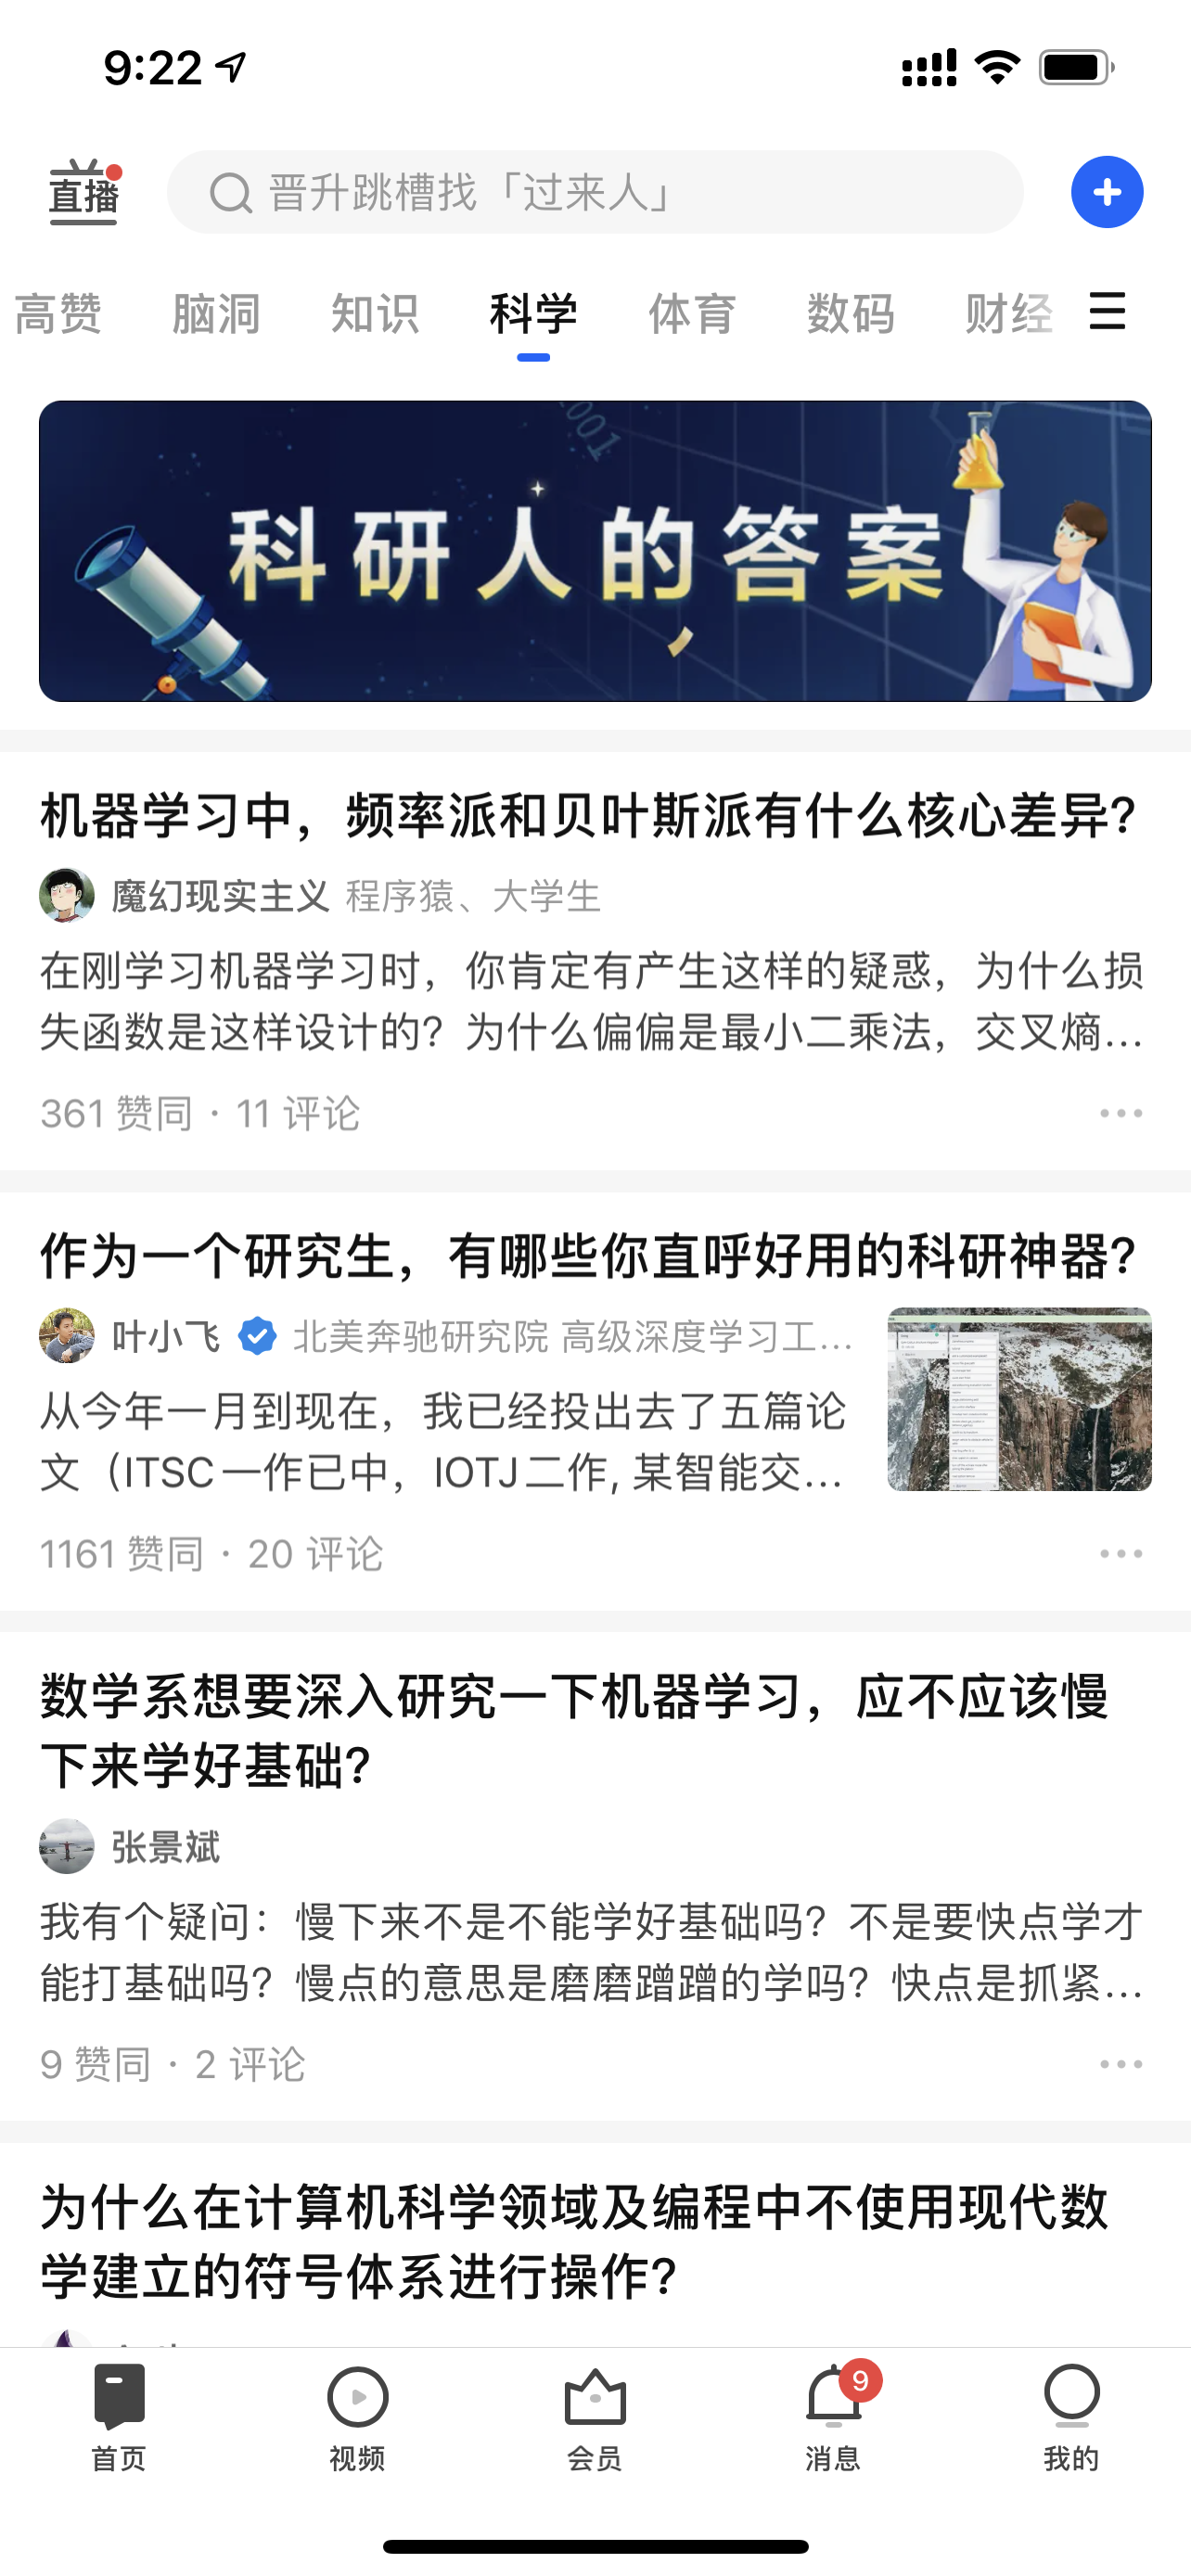 9:22
直播
晋升跳槽找「过来人」
高赞 脑洞 知识 科学 体育 数码 财经
001
科研人的答案
机器学习中，频率派和贝叶斯派有什么核心差异?
魔幻现实主义 程序猿、大学生
在刚学习机器学习时，你肯定有产生这样的疑惑，为什么损
失函数是这样设计的？为什么偏偏是最小二乘法，交叉熵...
361 赞同 · 11 评论
作为一个研究生，有哪些你直呼好用的科研神器?
叶小飞 北美奔驰研究院 高级深度学习工...
从今年一月到现在，我已经投出去了五篇论
文（ITSC一作已中，IOTJ二作, 某智能交...
1161 赞同 · 20 评论
数学系想要深入研究一下机器学习，应不应该慢
下来学好基础?
张景斌
我有个疑问：慢下来不是不能学好基础吗？不是要快点学才
能打基础吗？慢点的意思是磨磨蹭蹭的学吗？快点是抓紧...
9 赞同 · 2 评论
为什么在计算机科学领域及编程中不使用现代数
学建立的符号体系进行操作?
9
首页 视频 会员 消息 我的